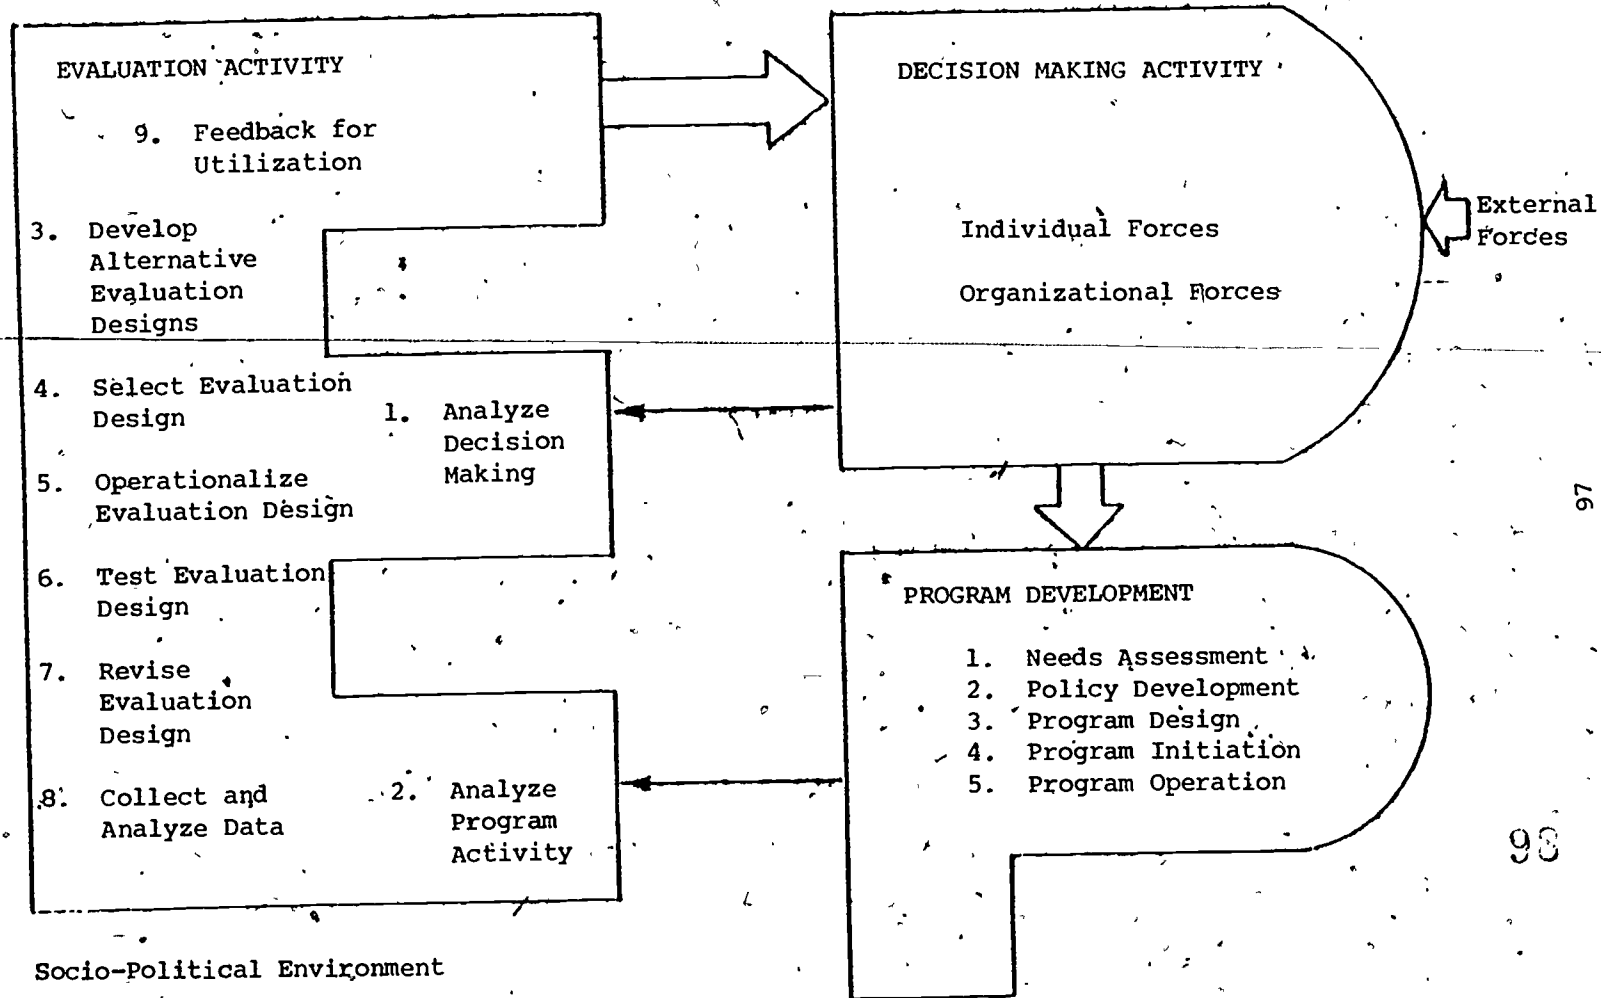 EVALUATION ACTIVITY
9. Feedback for
Utilization
3. Develop
Alternative
Evaluation
Designs
4. Select Evaluation
Design
1. Analyze
Decision
Making
5. Operationalize
Evaluation Design
6. Test Evaluation
Design
7. Revise
Evaluation
Design
8. Collect and
Analyze Data
2. Analyze
Program
Activity
Socio-Political Environment
DECISION MAKING ACTIVITY
Individual Forces
Organizational Forces
External
Forces
PROGRAM DEVELOPMENT
1. Needs Assessment
2. Policy Development
3. Program Design
4. Program Initiation
5. Program Operation
97
98